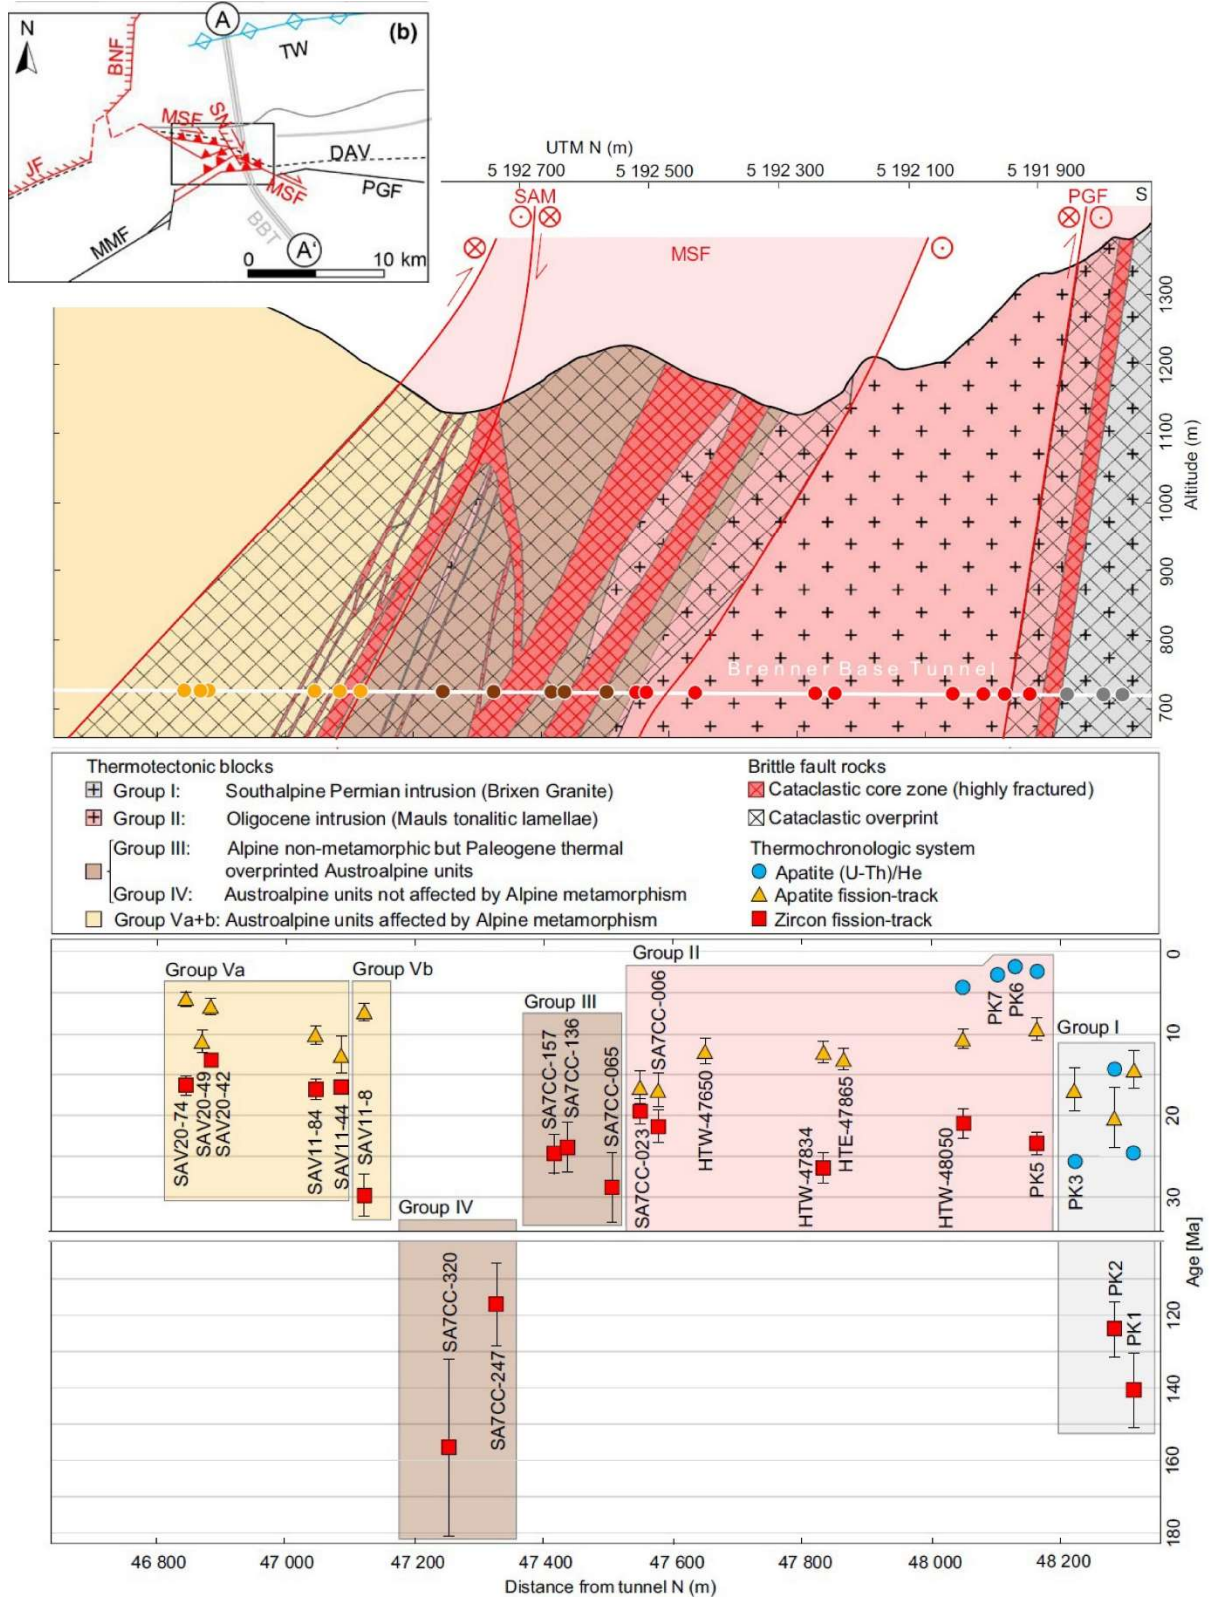 N
A
(b)
BNF
TW
MSF
SN
JF
DAV
MSF
PGF
MMF
BBT
A'
0 10 km
UTM N (m)
5 192 700 5 192 500 5 192 300 5 192 100 5 191 900
SAM PGF S
MSF
1300
1200
1100
1000
900
800
700
Altitude (m)
Brenner Base Tunnel
Thermotectonic blocks
Group I: Southalpine Permian intrusion (Brixen Granite)
Group II: Oligocene intrusion (Mauls tonalitic lamellae)
Group III: Alpine non-metamorphic but Paleogene thermal
overprinted Austroalpine units
Group IV: Austroalpine units not affected by Alpine metamorphism
Group Va+b: Austroalpine units affected by Alpine metamorphism
Brittle fault rocks
Cataclastic core zone (highly fractured)
Cataclastic overprint
Thermochronologic system
Apatite (U-Th)/He
Apatite fission-track
Zircon fission-track
Group Va
Group Vb
Group II
Group III
Group I
Group IV
SAV20-74
SAV20-49
SAV20-42
SAV11-84
SAV11-44
SAV11-8
SA7CC-320
SA7CC-247
SA7CC-157
SA7CC-136
SA7CC-065
SA7CC-023
SA7CC-006
HTW-47650
HTW-47834
HTE-47865
HTW-48050
PK7
PK6
PK5
PK3
PK2
PK1
0
10
20
30
120
140
160
180
Age [Ma]
46 800 47 000 47 200 47 400 47 600 47 800 48 000 48 200
Distance from tunnel N (m)